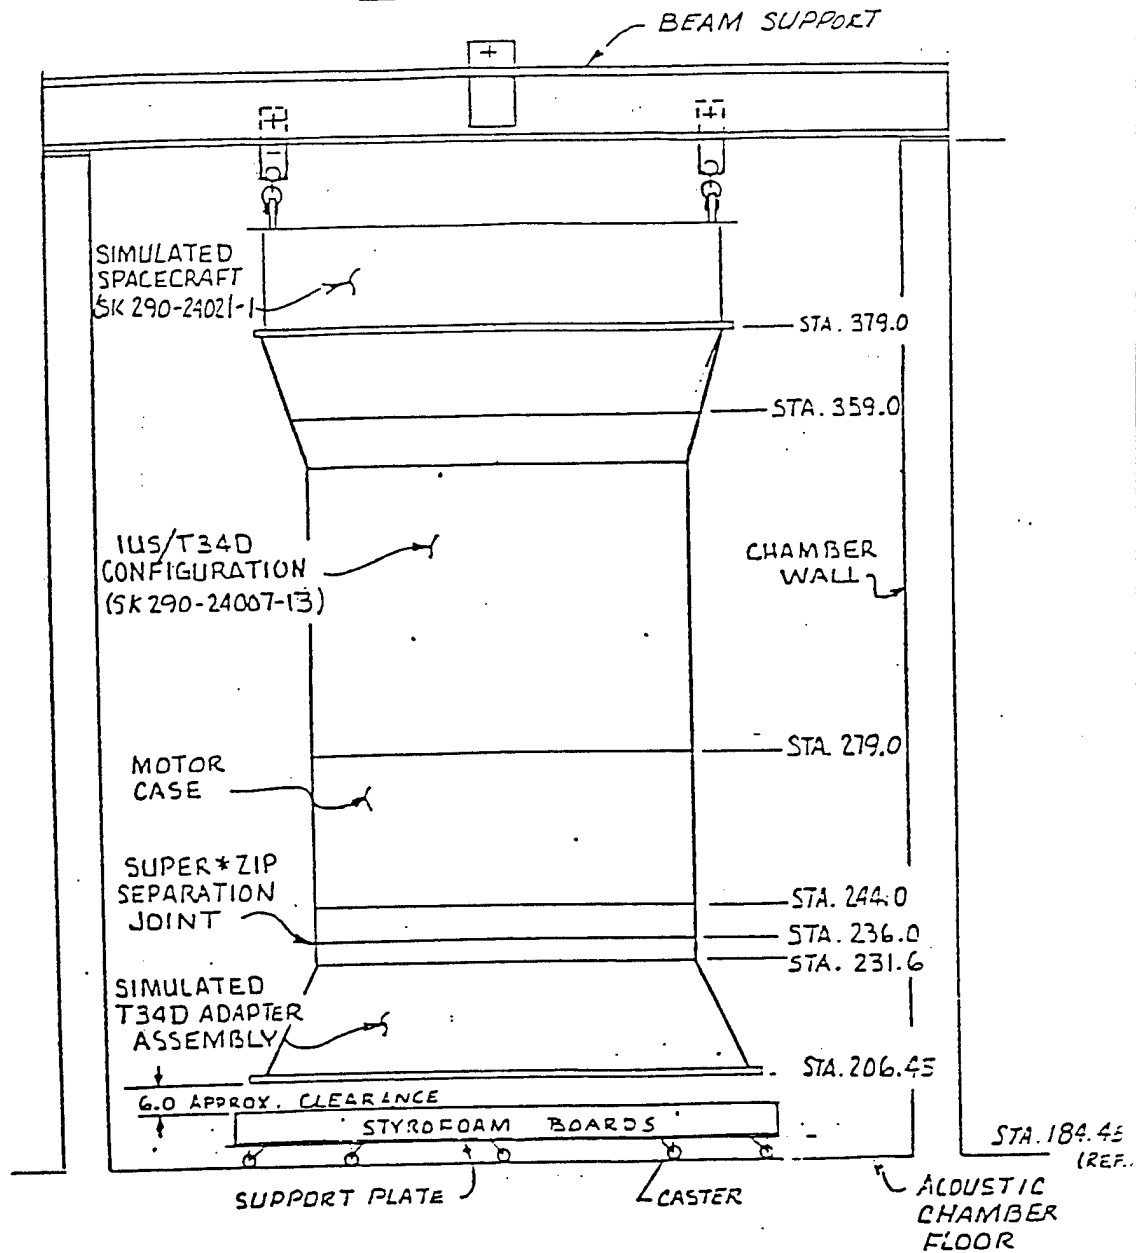 BEAM SUPPORT
SIMULATED
SPACECRAFT
SK 290-24021-1
STA. 379.0
STA. 359.0
IUS/T34D
CONFIGURATION
(SK290-24007-13)
CHAMBER
WALL
STA. 279.0
MOTOR
CASE
SUPER*ZIP
SEPARATION
JOINT
STA. 244.0
STA. 236.0
STA. 231.6
SIMULATED
T34D ADAPTER
ASSEMBLY
STA. 206.45
6.0 APPROX. CLEARANCE
STYROFOAM BOARDS
STA. 184.45
(REF.
SUPPORT PLATE
CASTER
ACOUSTIC
CHAMBER
FLOOR